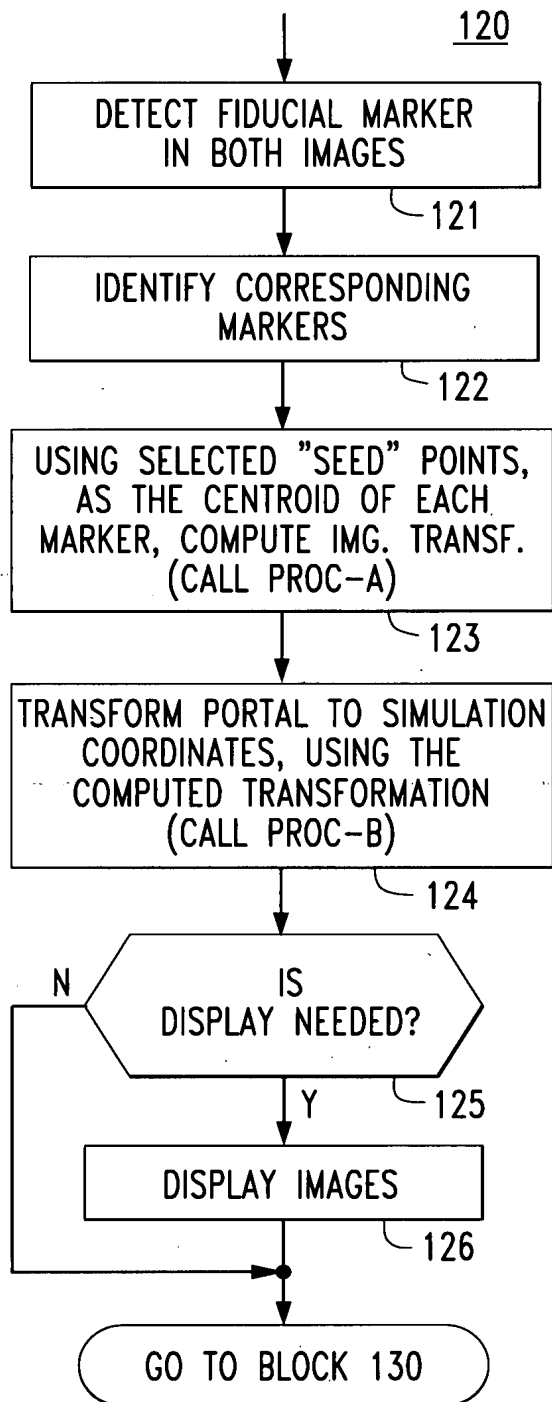 120
DETECT FIDUCIAL MARKER
IN BOTH IMAGES
121
IDENTIFY CORRESPONDING
MARKERS
122
USING SELECTED "SEED" POINTS,
AS THE CENTROID OF EACH
MARKER, COMPUTE IMG. TRANSF.
(CALL PROC-A)
123
TRANSFORM PORTAL TO SIMULATION
COORDINATES, USING THE
COMPUTED TRANSFORMATION
(CALL PROC-B)
124
N
IS
DISPLAY NEEDED?
125
Y
DISPLAY IMAGES
126
GO TO BLOCK 130